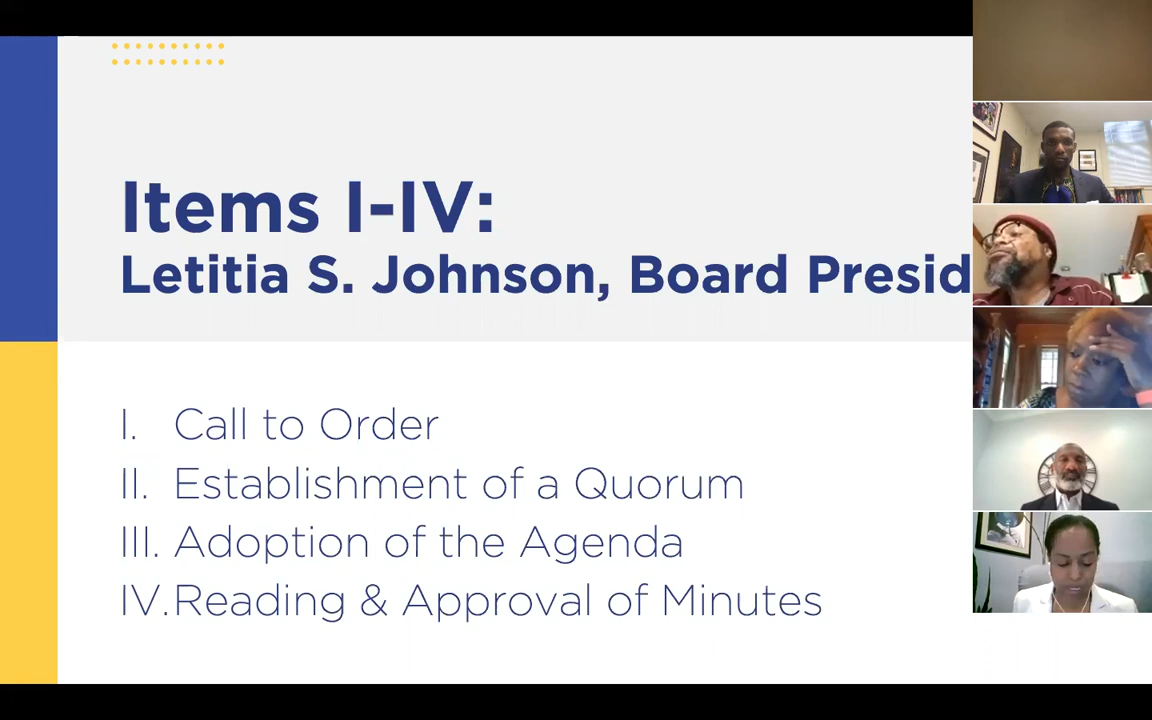 Items I-IV:
Letitia S. Johnson, Board Presid
I. Call to Order
II. Establishment of a Quorum
III. Adoption of the Agenda
IV. Reading & Approval of Minutes